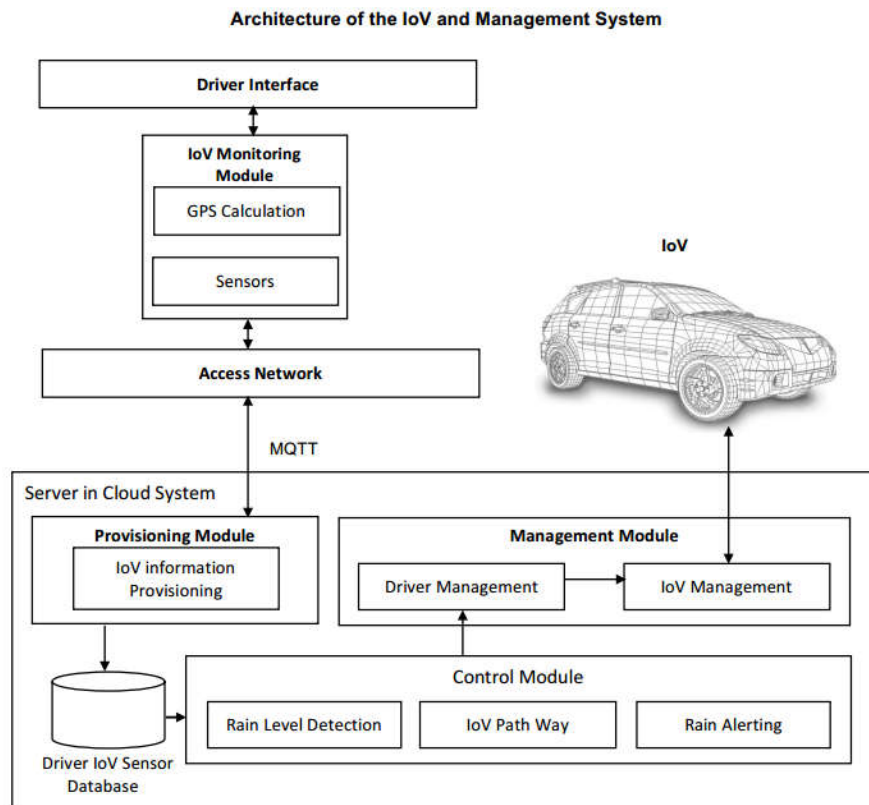 Architecture of the IoV and Management System
Driver Interface
IoV Monitoring
Module
GPS Calculation
Sensors
IoV
Access Network
MQTT
Server in Cloud System
Provisioning Module
IoV information
Provisioning
Management Module
Driver Management
IoV Management
Control Module
Rain Level Detection
IoV Path Way
Rain Alerting
Driver IoV Sensor
Database